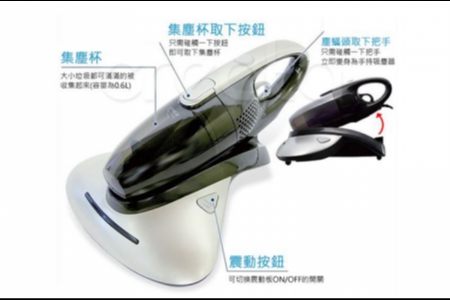 集塵杯取下按鈕
只需碰觸一下按鈕
即可取下集塵杯
集塵杯
大小垃圾都可滿滿的被
收集起來(容量為0.6L)
塵蟎頭取下把手
只需碰觸一下把手
立即變身為手持吸塵器
震動按鈕
可切換震動板ON/OFF的開關